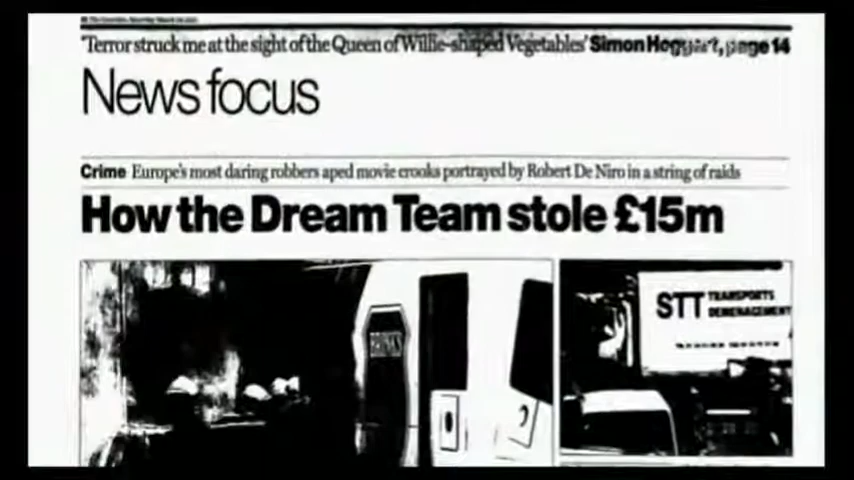 'Terror struck me at the sight of the Queen of Willie-shaped Vegetables' Simon Hoggart, page 14
News focus
Crime Europe's most daring robbers aped movie crooks portrayed by Robert De Niro in a string of raids
How the Dream Team stole £15m
BRINKS
STT TRANSPORTS
DEMENAGEMENT